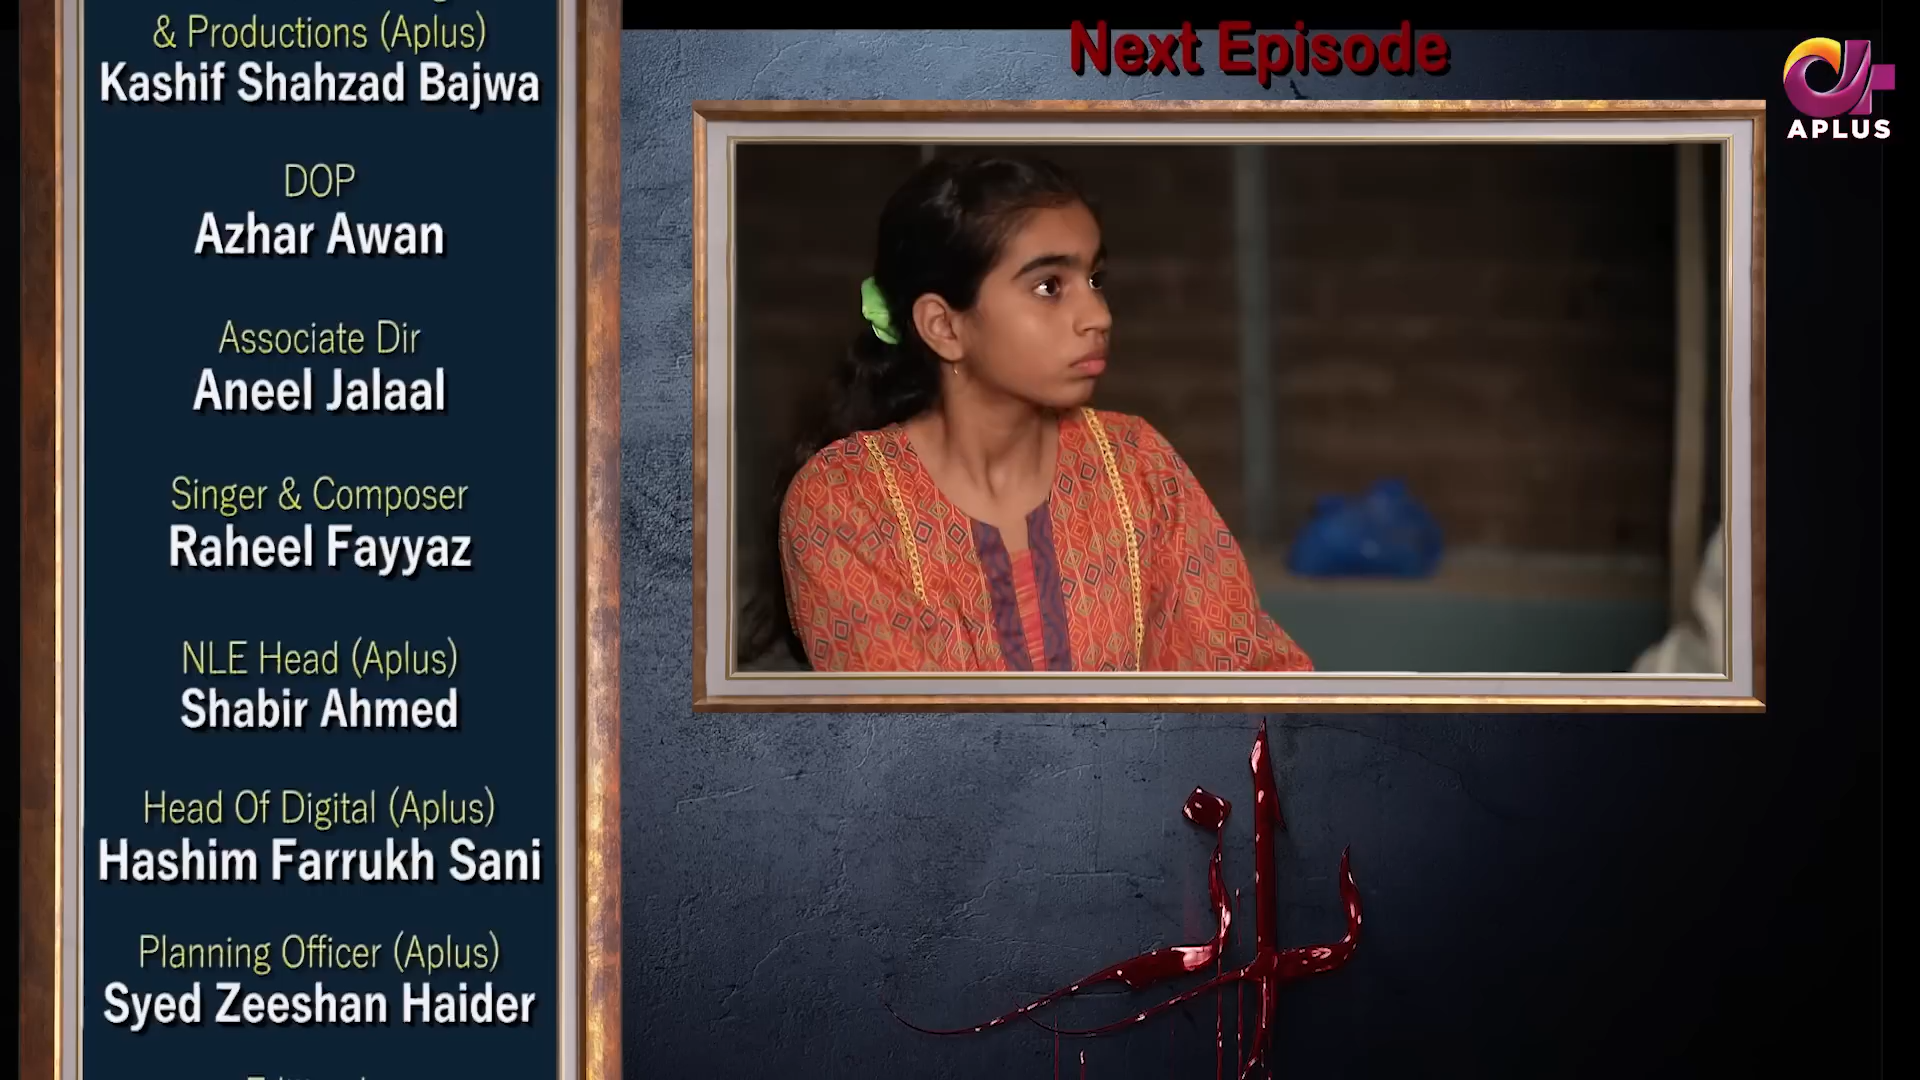 & Productions (Aplus)
Kashif Shahzad Bajwa
DOP
Azhar Awan
Associate Dir
Aneel Jalaal
Singer & Composer
Raheel Fayyaz
NLE Head (Aplus)
Shabir Ahmed
Head Of Digital (Aplus)
Hashim Farrukh Sani
Planning Officer (Aplus)
Syed Zeeshan Haider
Next Episode
APLUS